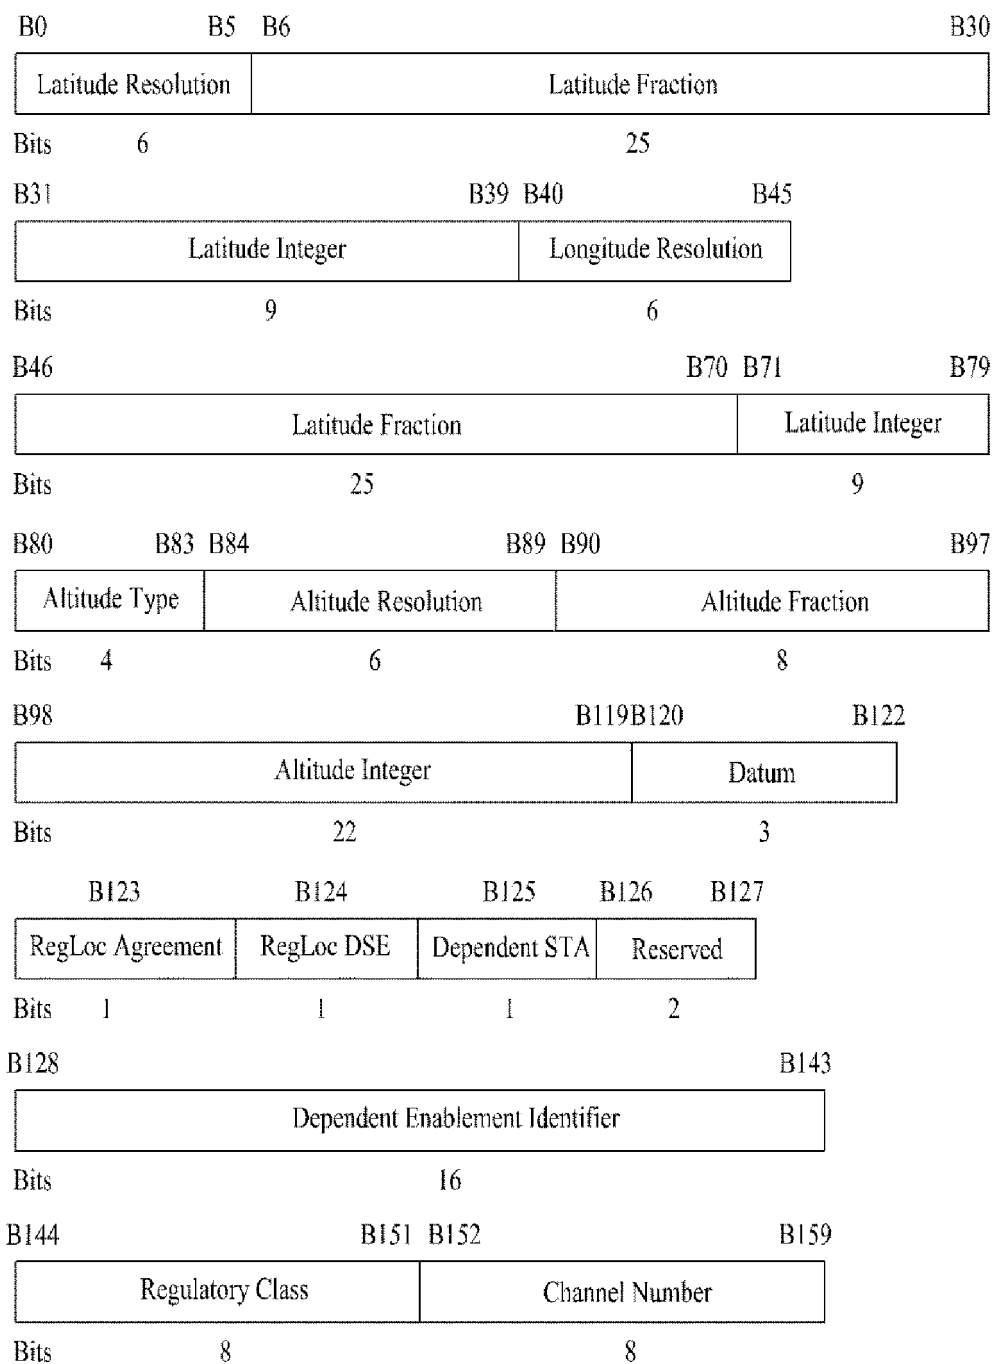 B0 B5 B6 B30
Latitude Resolution Latitude Fraction
Bits 6 25
B31 B39 B40 B45
Latitude Integer Longitude Resolution
Bits 9 6
B46 B70 B71 B79
Latitude Fraction Latitude Integer
Bits 25 9
B80 B83 B84 B89 B90 B97
Altitude Type Altitude Resolution Altitude Fraction
Bits 4 6 8
B98 B119 B120 B122
Altitude Integer Datum
Bits 22 3
B123 B124 B125 B126 B127
RegLoc Agreement RegLoc DSE Dependent STA Reserved
Bits 1 1 1 2
B128 B143
Dependent Enablement Identifier
Bits 16
B144 B151 B152 B159
Regulatory Class Channel Number
Bits 8 8